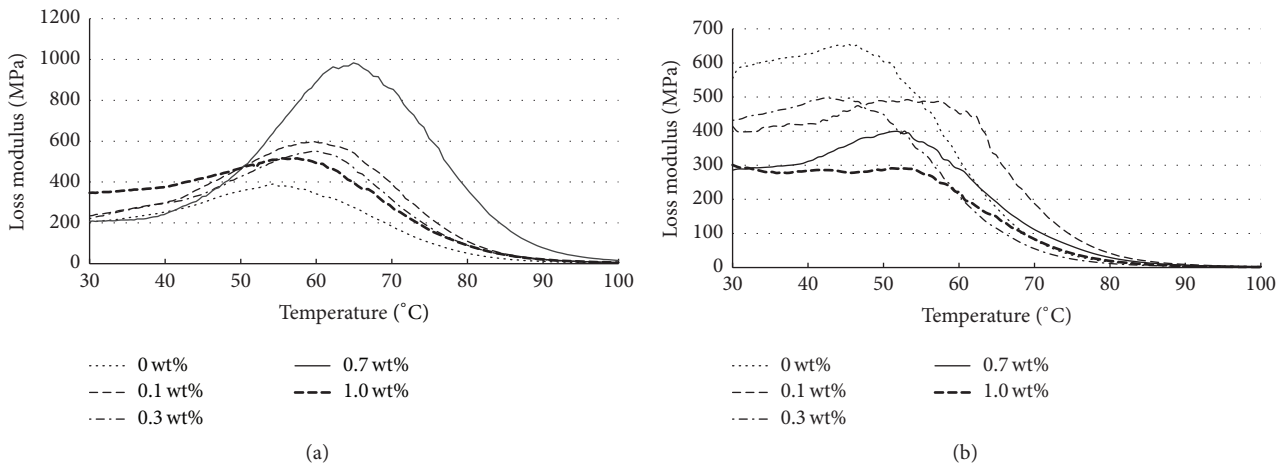 1200
1000
800
600
400
200
0
Loss modulus (MPa)
30 40 50 60 70 80 90 100
Temperature (°C)
0 wt%
0.1 wt%
0.3 wt%
0.7 wt%
1.0 wt%
(a)
700
600
500
400
300
200
100
0
Loss modulus (MPa)
30 40 50 60 70 80 90 100
Temperature (°C)
0 wt%
0.1 wt%
0.3 wt%
0.7 wt%
1.0 wt%
(b)